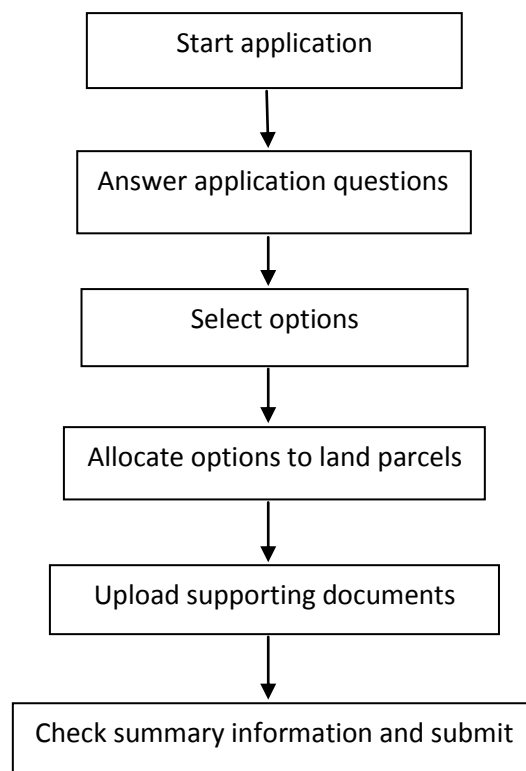 Start application
Answer application questions
Select options
Allocate options to land parcels
Upload supporting documents
Check summary information and submit